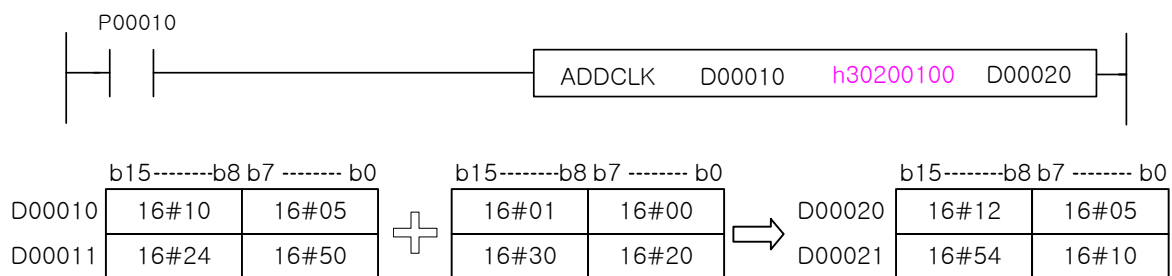 P00010
ADDCLK D00010 h30200100 D00020
b15--------b8 b7 -------- b0 b15--------b8 b7 -------- b0 b15--------b8 b7 -------- b0
D00010 16#10 16#05 16#01 16#00 D00020 16#12 16#05
D00011 16#24 16#50 16#30 16#20 D00021 16#54 16#10